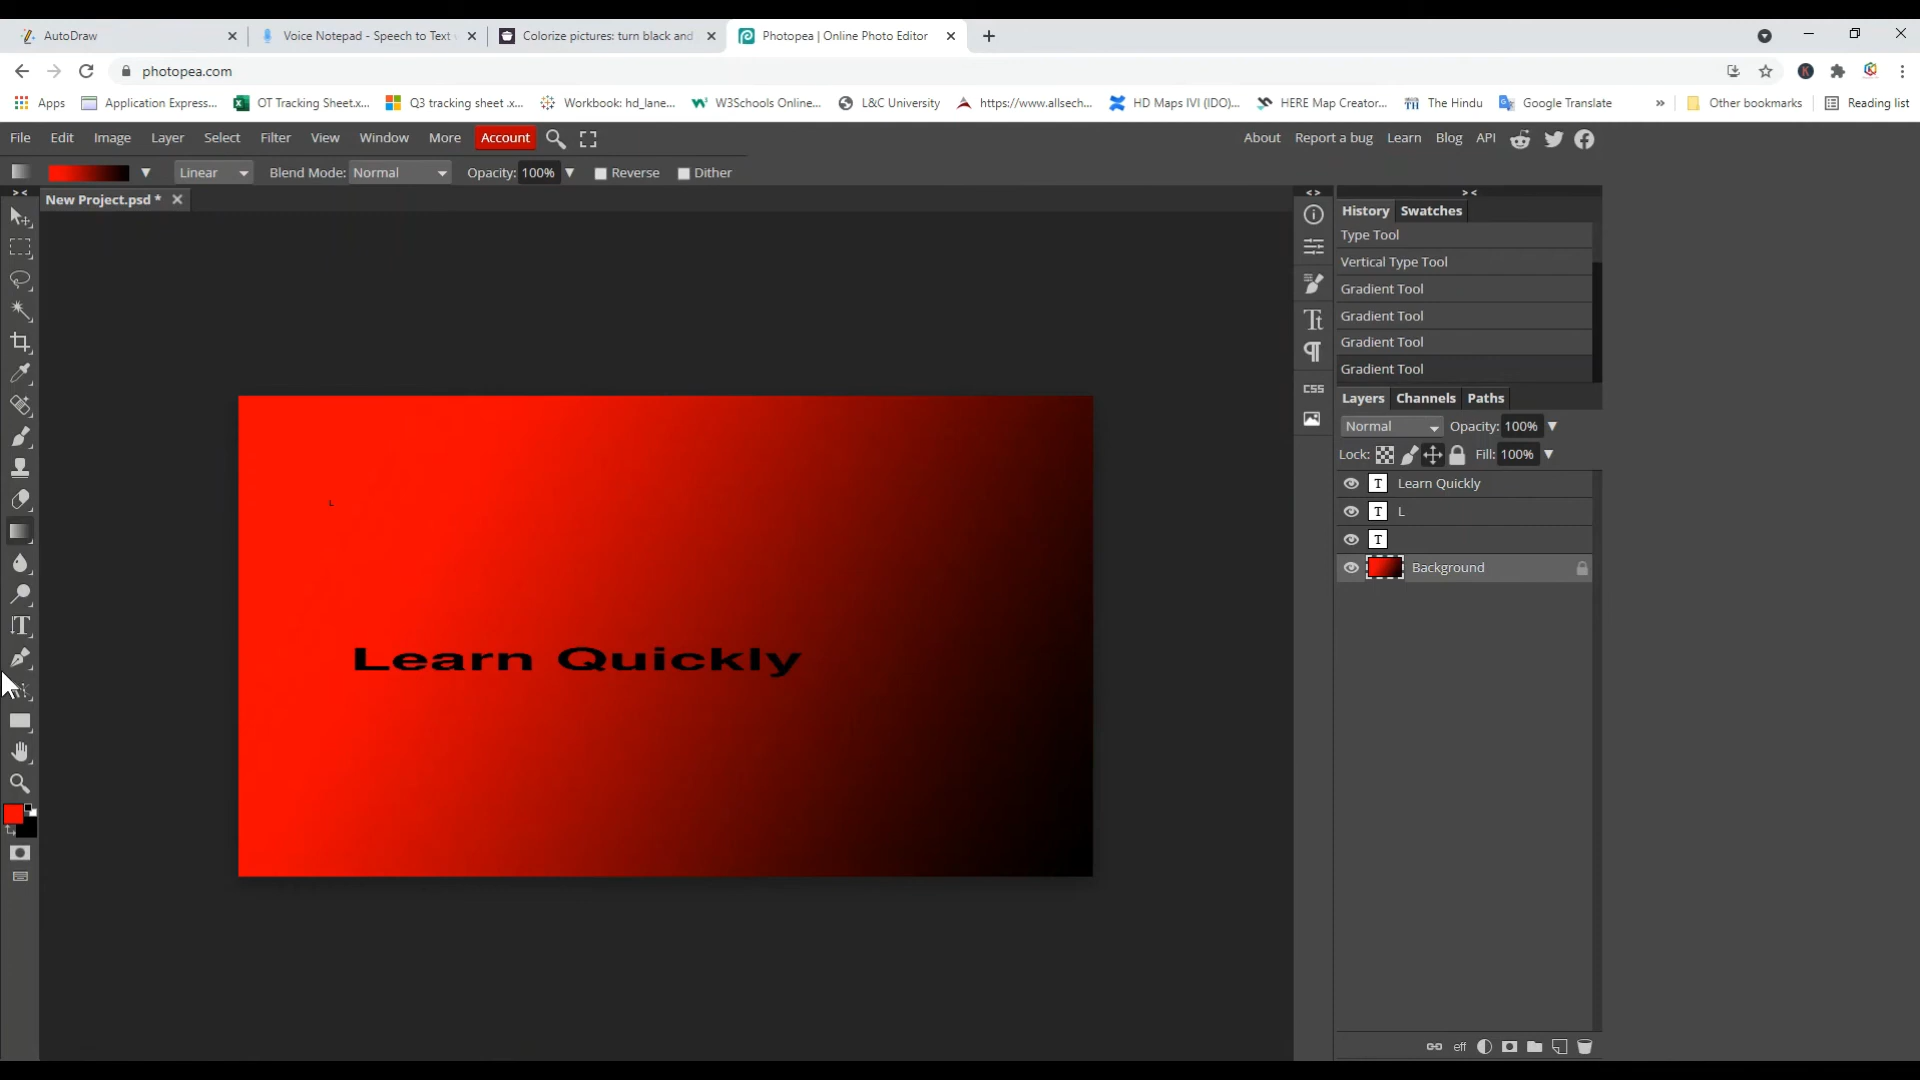 AutoDraw
Voice Notepad - Speech to Text
Colorize pictures: turn black and
Photopea | Online Photo Editor
photopea.com
Apps
Application Express...
OT Tracking Sheet.x...
Q3 tracking sheet .x...
Workbook: hd_lane...
W3Schools Online...
L&C University
https://www.allsech...
HD Maps IVI (IDO)...
HERE Map Creator...
The Hindu
Google Translate
Other bookmarks
Reading list
File Edit Image Layer Select Filter View Window More Account
About Report a bug Learn Blog API
Linear Blend Mode: Normal Opacity: 100% Reverse Dither
New Project.psd *
History Swatches
Type Tool
Vertical Type Tool
Gradient Tool
Gradient Tool
Gradient Tool
Gradient Tool
CSS
Layers Channels Paths
Normal Opacity: 100%
Lock: Fill: 100%
T Learn Quickly
T L
T
Background
L
Learn Quickly
eff